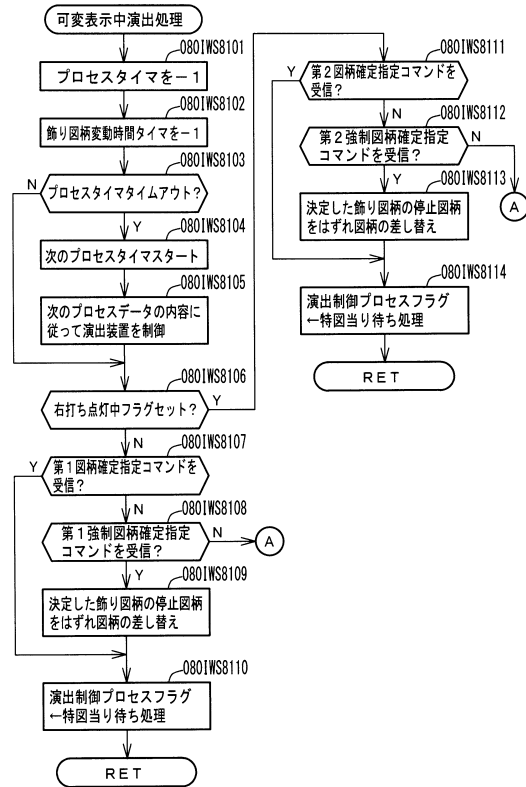 可変表示中演出処理
080IWS8101
プロセスタイマを－1
080IWS8102
飾り図柄変動時間タイマを－1
080IWS8103
N
プロセスタイマタイムアウト?
Y
080IWS8104
次のプロセスタイマスタート
080IWS8105
次のプロセスデータの内容に
従って演出装置を制御
080IWS8106
右打ち点灯中フラグセット?
Y
N
080IWS8107
Y
第1図柄確定指定コマンドを
受信?
N
080IWS8108
第1強制図柄確定指定
コマンドを受信?
N
A
Y
080IWS8109
決定した飾り図柄の停止図柄
をはずれ図柄の差し替え
080IWS8110
演出制御プロセスフラグ
←特図当り待ち処理
RET
080IWS8111
Y
第2図柄確定指定コマンドを
受信?
N
080IWS8112
第2強制図柄確定指定
コマンドを受信?
N
A
Y
080IWS8113
決定した飾り図柄の停止図柄
をはずれ図柄の差し替え
080IWS8114
演出制御プロセスフラグ
←特図当り待ち処理
RET